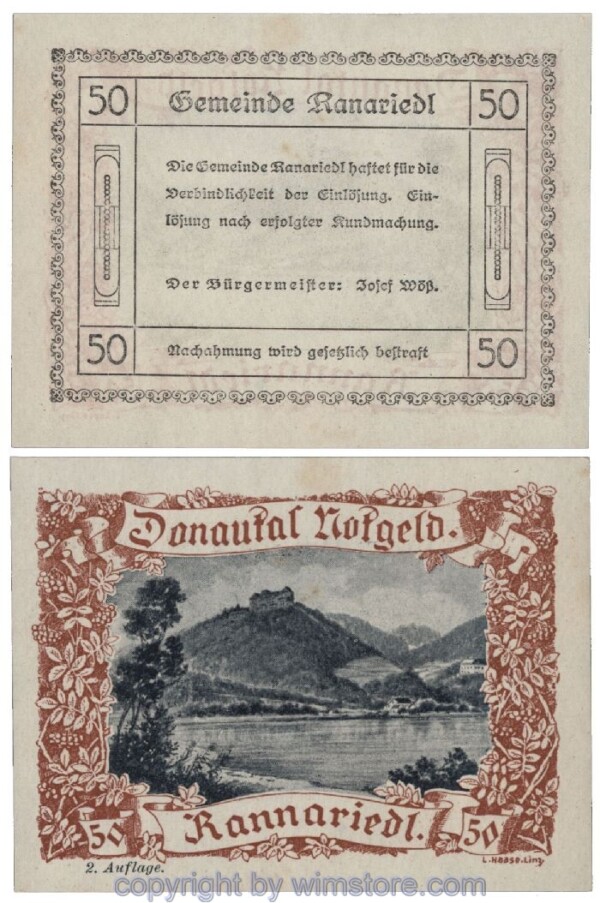 50 Gemeinde Kanariedl 50
Die Gemeinde Kanariedl haftet für die
Verbindlichkeit der Einlösung. Ein-
lösung nach erfolgter Kundmachung.
Der Bürgermeister: Josef Wöß.
50 Nachahmung wird gesetzlich bestraft 50
Donautal Notgeld.
50 Rannariedl. 50
2. Auflage.
L. Haase. Linz
copyright by wimstore.com